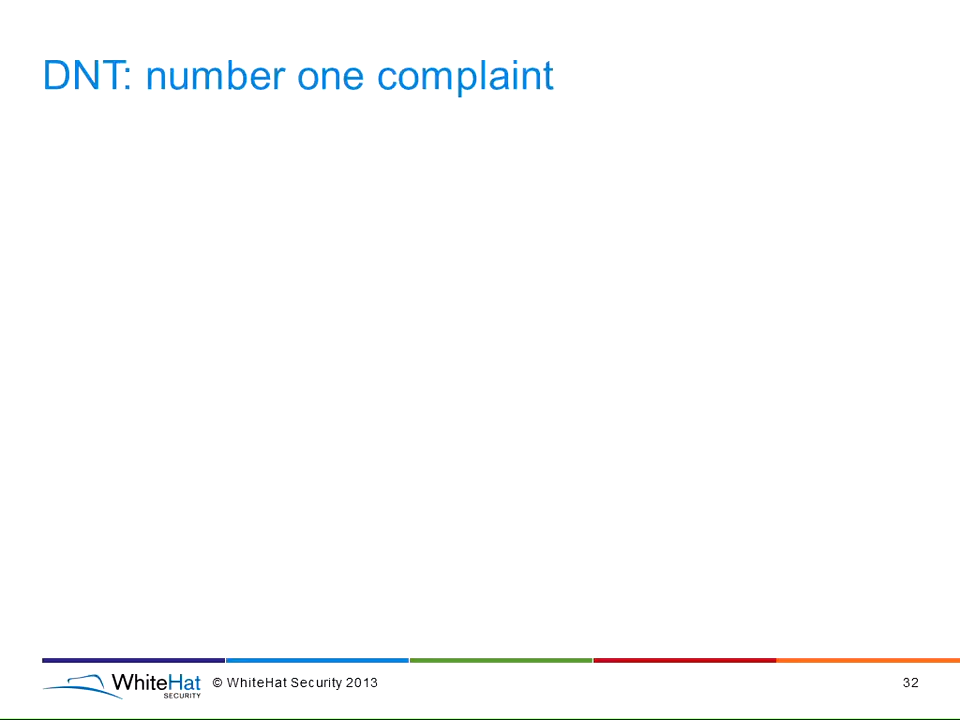 DNT: number one complaint
WhiteHat
SECURITY
© WhiteHat Security 2013
32